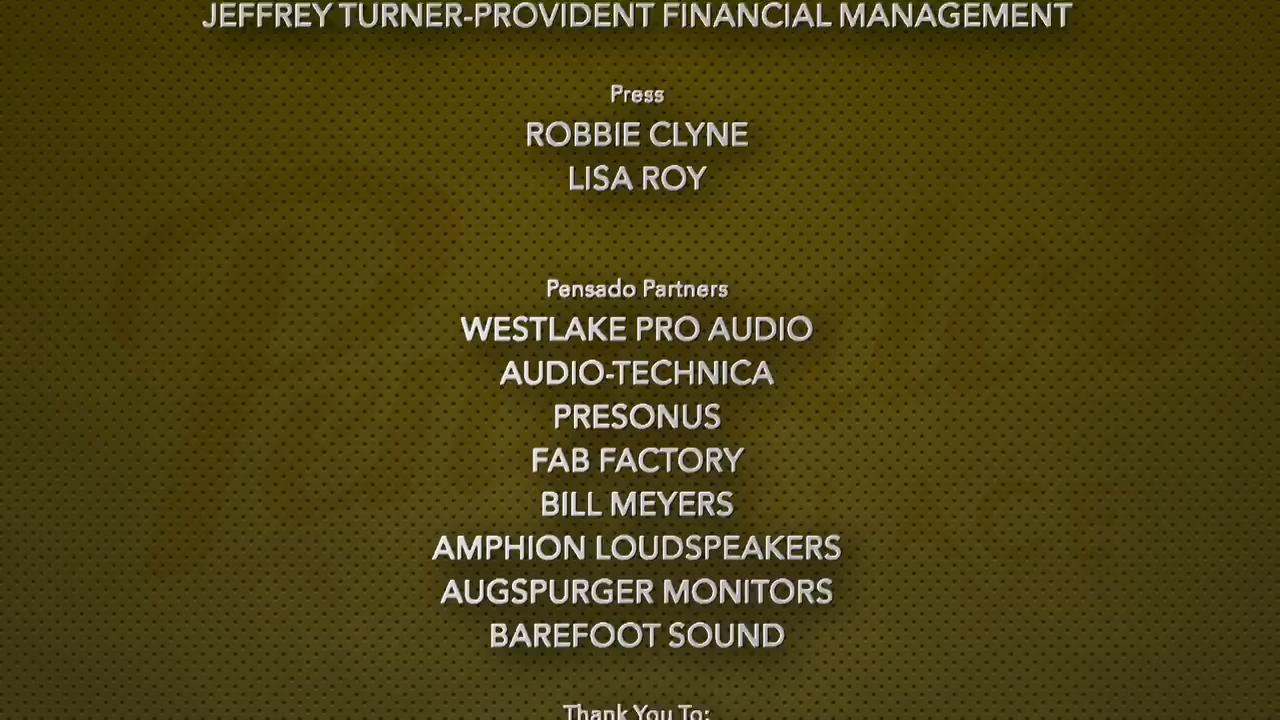 JEFFREY TURNER-PROVIDENT FINANCIAL MANAGEMENT
Press
ROBBIE CLYNE
LISA ROY
Pensado Partners
WESTLAKE PRO AUDIO
AUDIO-TECHNICA
PRESONUS
FAB FACTORY
BILL MEYERS
AMPHION LOUDSPEAKERS
AUGSPURGER MONITORS
BAREFOOT SOUND
Thank You To: